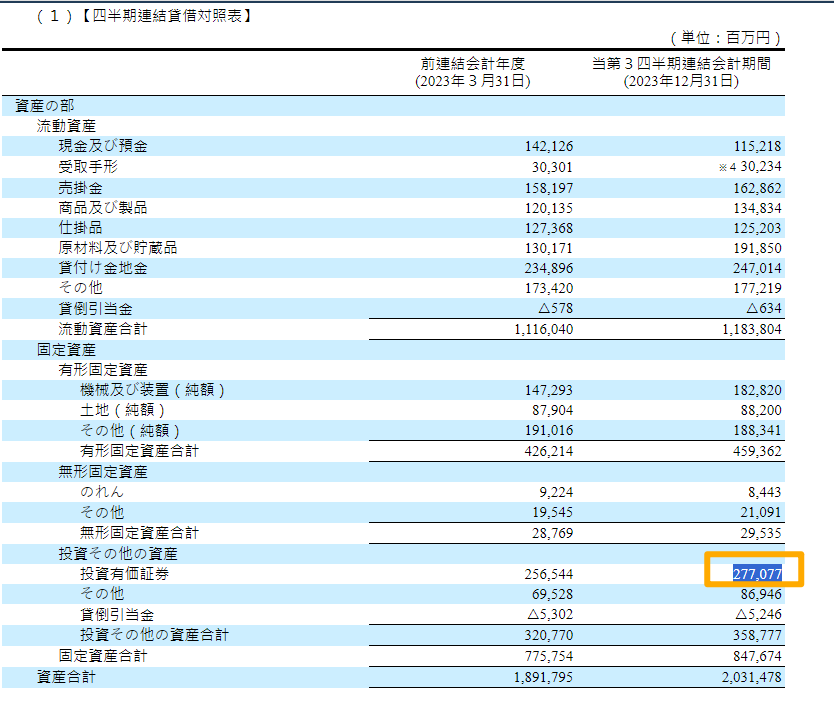 （１）【四半期連結貸借対照表】
（単位：百万円）
前連結会計年度 当第３四半期連結会計期間
(2023年３月31日) (2023年12月31日)
資産の部
流動資産
現金及び預金 142,126 115,218
受取手形 30,301 ※４ 30,234
売掛金 158,197 162,862
商品及び製品 120,135 134,834
仕掛品 127,368 125,203
原材料及び貯蔵品 130,171 191,850
貸付け金地金 234,896 247,014
その他 173,420 177,219
貸倒引当金 △578 △634
流動資産合計 1,116,040 1,183,804
固定資産
有形固定資産
機械及び装置（純額） 147,293 182,820
土地（純額） 87,904 88,200
その他（純額） 191,016 188,341
有形固定資産合計 426,214 459,362
無形固定資産
のれん 9,224 8,443
その他 19,545 21,091
無形固定資産合計 28,769 29,535
投資その他の資産
投資有価証券 256,544 277,077
その他 69,528 86,946
貸倒引当金 △5,302 △5,246
投資その他の資産合計 320,770 358,777
固定資産合計 775,754 847,674
資産合計 1,891,795 2,031,478